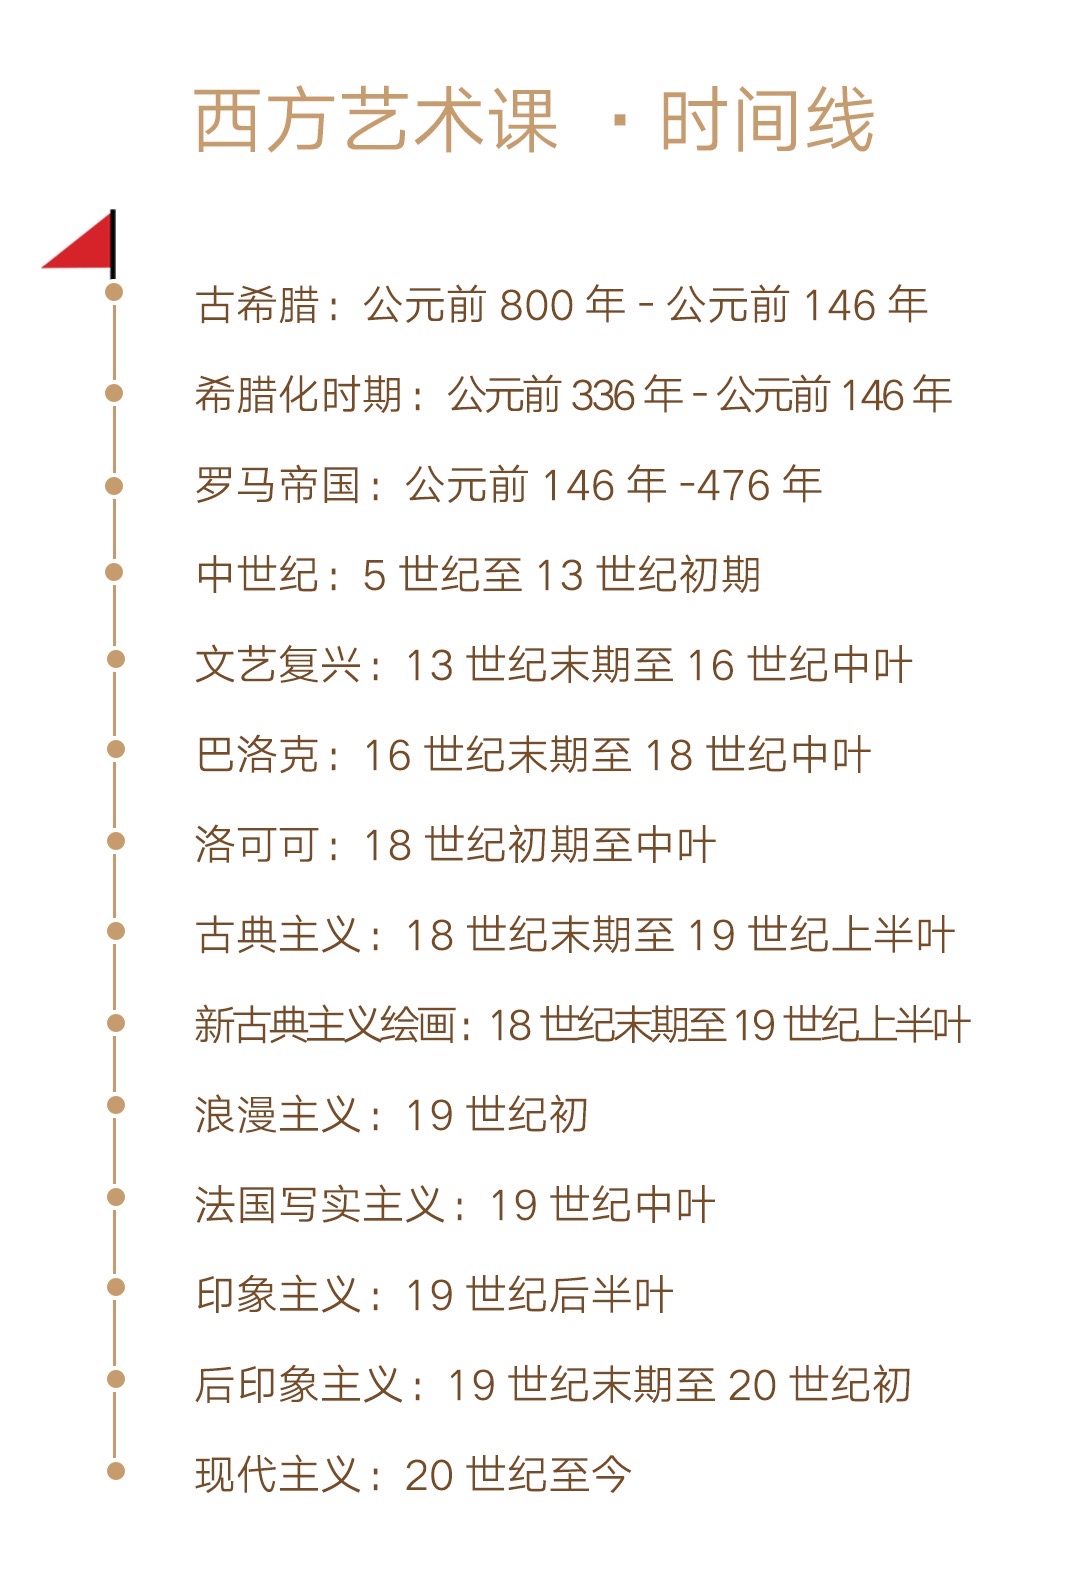 西方艺术课 · 时间线
古希腊：公元前 800 年 - 公元前 146 年
希腊化时期：公元前 336 年 - 公元前 146 年
罗马帝国：公元前 146 年 -476 年
中世纪：5 世纪至 13 世纪初期
文艺复兴：13 世纪末期至 16 世纪中叶
巴洛克：16 世纪末期至 18 世纪中叶
洛可可：18 世纪初期至中叶
古典主义：18 世纪末期至 19 世纪上半叶
新古典主义绘画：18 世纪末期至 19 世纪上半叶
浪漫主义：19 世纪初
法国写实主义：19 世纪中叶
印象主义：19 世纪后半叶
后印象主义：19 世纪末期至 20 世纪初
现代主义：20 世纪至今